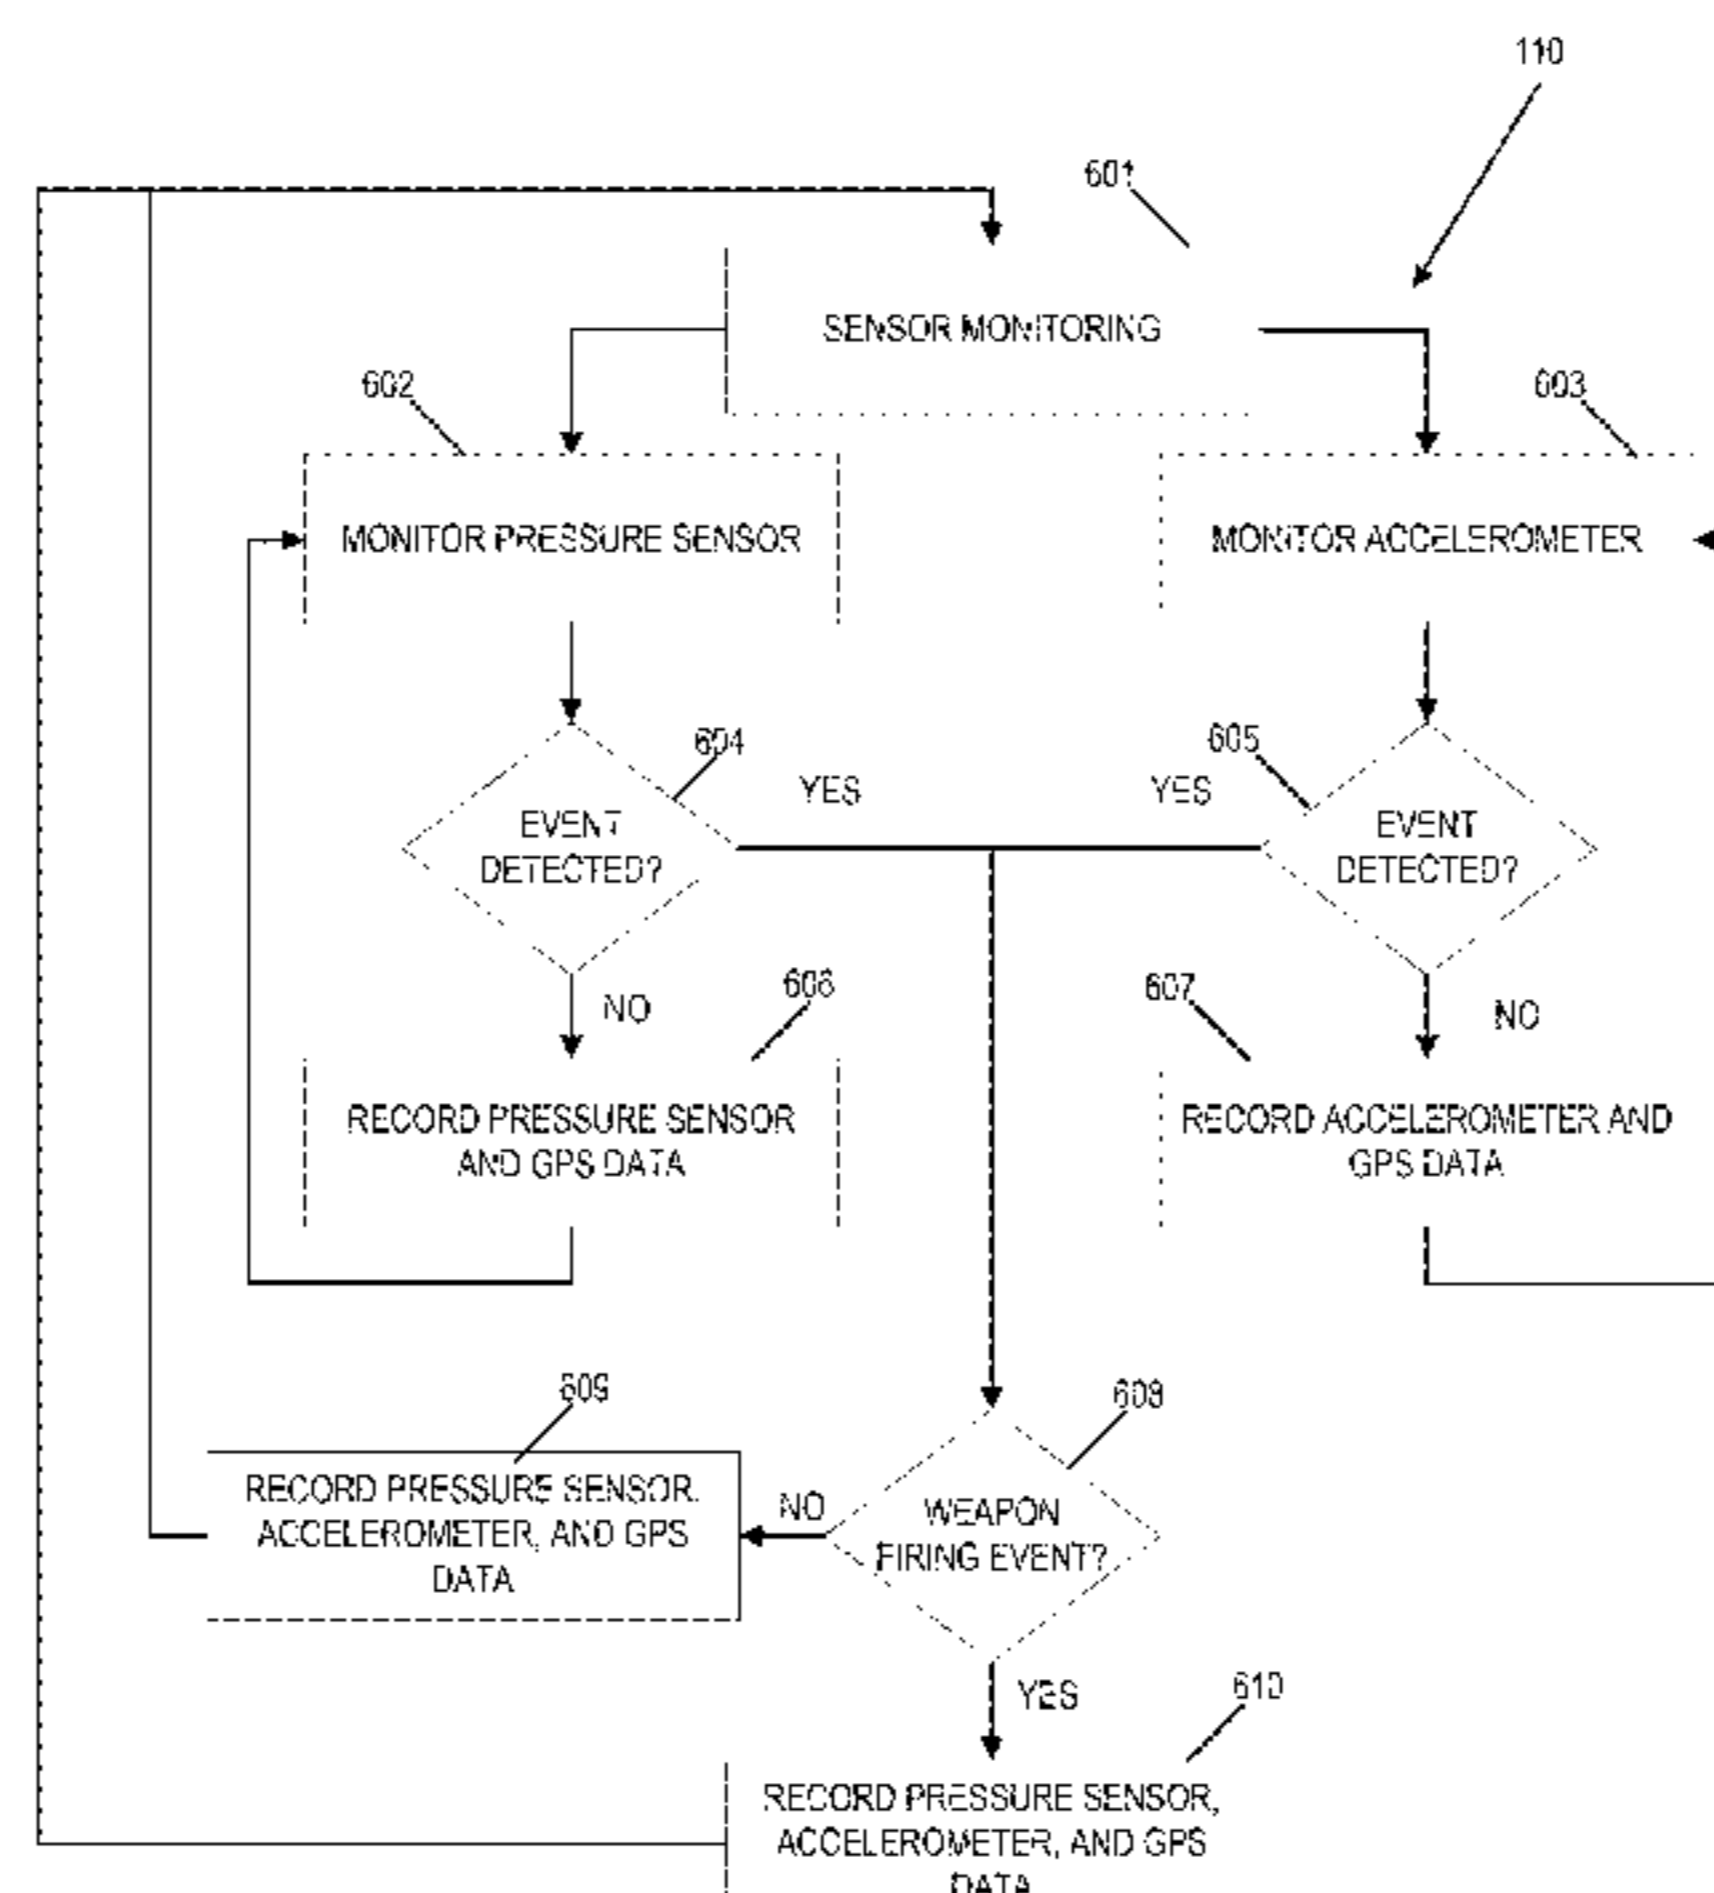 110
601
SENSOR MONITORING
602
603
MONITOR PRESSURE SENSOR
MONITOR ACCELEROMETER
604
605
YES
YES
EVENT
DETECTED?
EVENT
DETECTED?
606
607
NO
NO
RECORD PRESSURE SENSOR
AND GPS DATA
RECORD ACCELEROMETER AND
GPS DATA
609
608
RECORD PRESSURE SENSOR,
ACCELEROMETER, AND GPS
DATA
NO
WEAPON
FIRING EVENT?
YES
610
RECORD PRESSURE SENSOR,
ACCELEROMETER, AND GPS
DATA